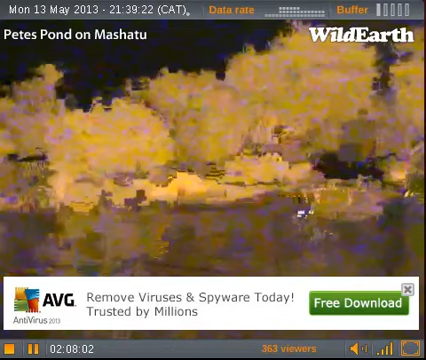 Mon 13 May 2013 - 21:39:22 (CAT) Data rate Buffer
Petes Pond on Mashatu WildEarth
AVG Remove Viruses & Spyware Today! Free Download
AntiVirus 2013 Trusted by Millions
02:08:02 363 viewers